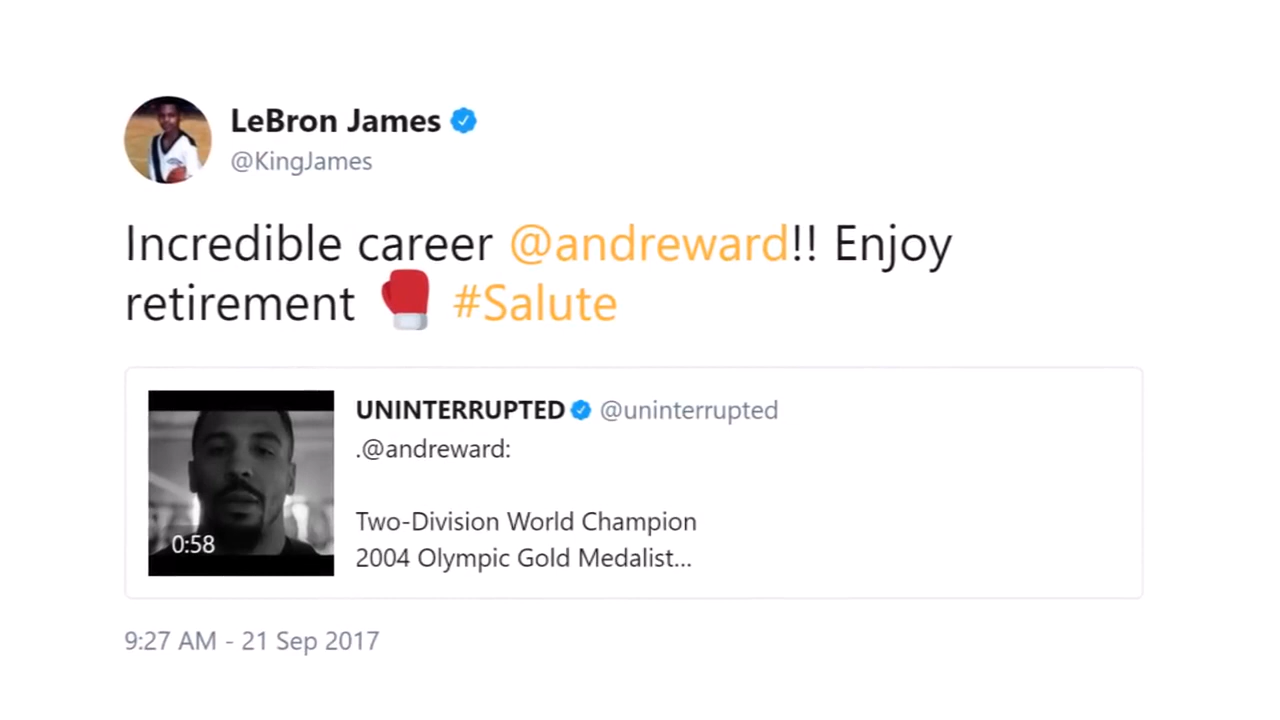 LeBron James
@KingJames
Incredible career @andreward!! Enjoy
retirement 🥊 #Salute
UNINTERRUPTED @uninterrupted
.@andreward:
Two-Division World Champion
0:58
2004 Olympic Gold Medalist...
9:27 AM - 21 Sep 2017